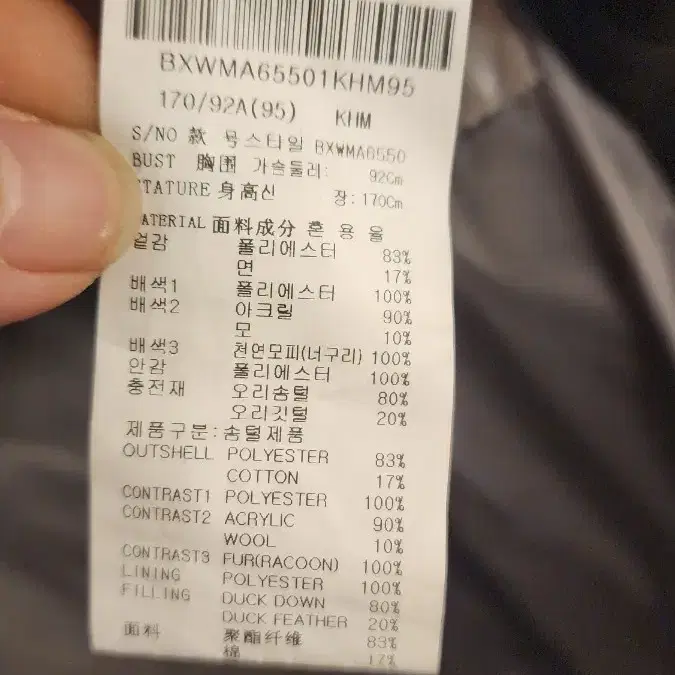 BXWMA65501KHM95
170/92A(95) KHM
S/NO 款 号스타일 BXWMA6550
BUST 胸围 가슴둘레: 92Cm
STATURE 身高신 장: 170Cm
MATERIAL 面料成分 혼 용 율
겉감 폴리에스터 83%
면 17%
배색1 폴리에스터 100%
배색2 아크릴 90%
모 10%
배색3 천연모피(너구리) 100%
안감 폴리에스터 100%
충전재 오리솜털 80%
오리깃털 20%
제품구분:솜털제품
OUTSHELL POLYESTER 83%
COTTON 17%
CONTRAST1 POLYESTER 100%
CONTRAST2 ACRYLIC 90%
WOOL 10%
CONTRAST3 FUR(RACOON) 100%
LINING POLYESTER 100%
FILLING DUCK DOWN 80%
DUCK FEATHER 20%
面料 聚酯纤维 83%
棉 17%